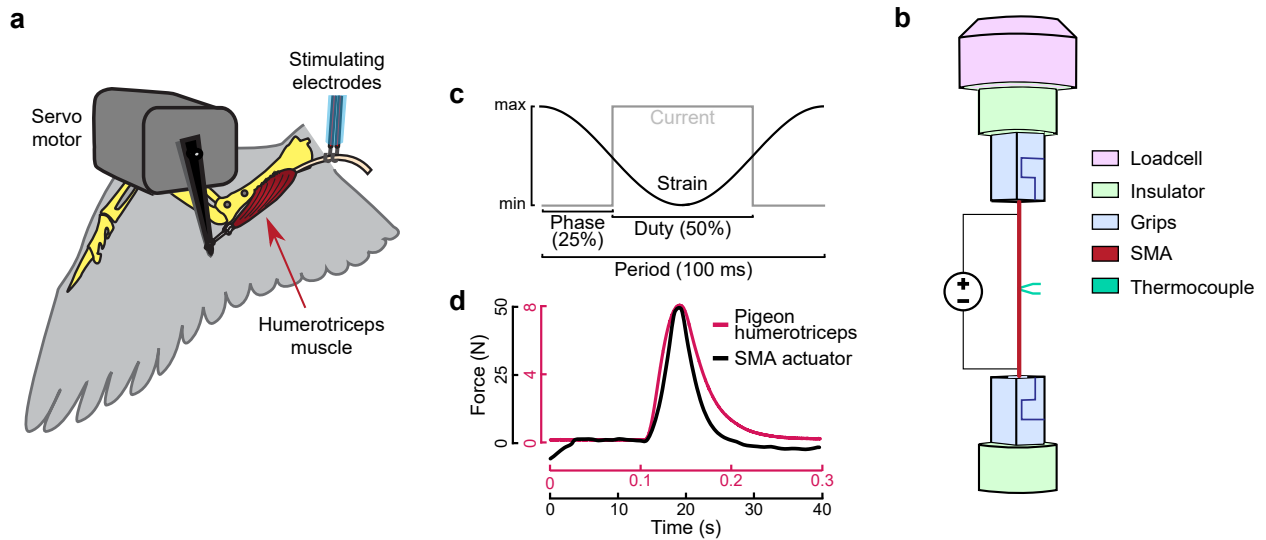 a
Stimulating
electrodes
Servo
motor
Humerotriceps
muscle
b
Loadcell
Insulator
Grips
SMA
Thermocouple
+
−
c
max
Current
Strain
min
Phase
(25%)
Duty (50%)
Period (100 ms)
d
50
8
Pigeon
humerotriceps
SMA actuator
Force (N)
25
4
0
0
0
0.1
0.2
0.3
0
10
20
30
40
Time (s)